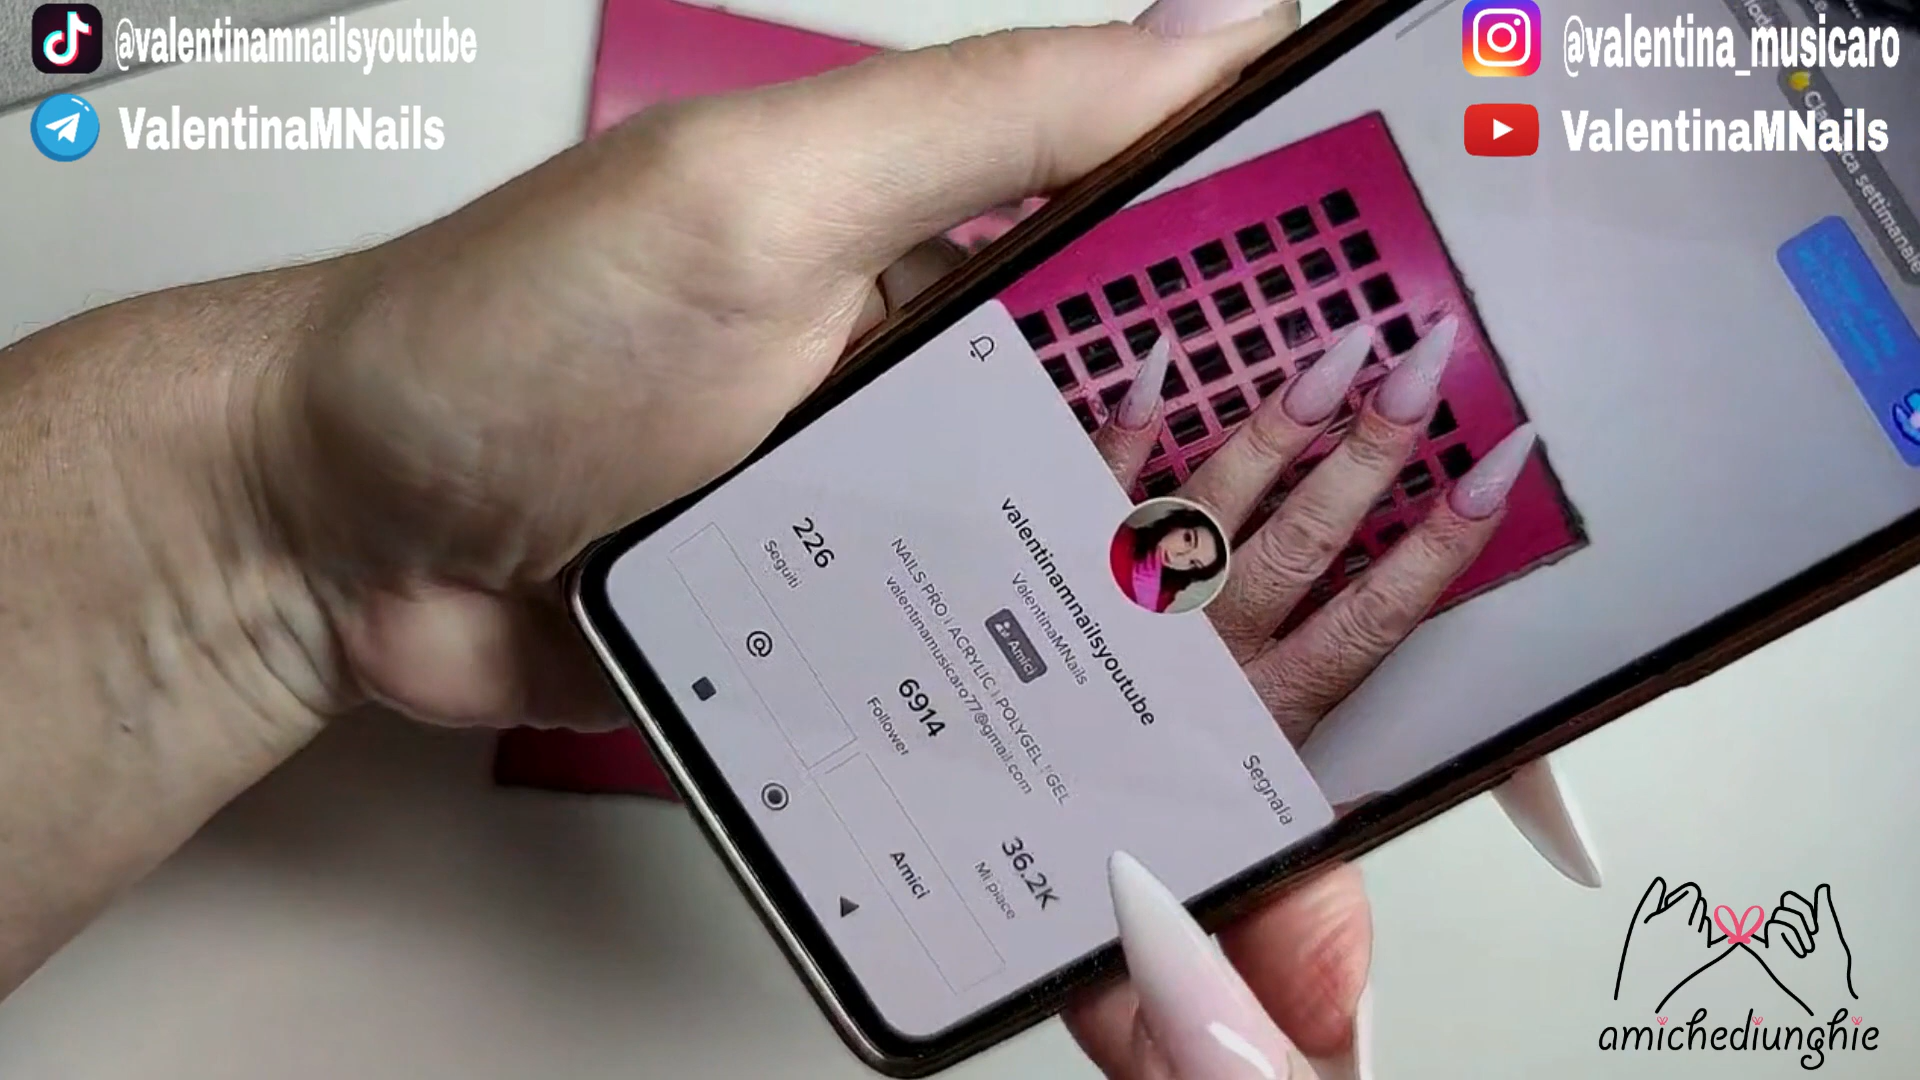 @valentinamnailsyoutube
ValentinaMNails
@valentina_musicaro
ValentinaMNails
Segnala
valentinamnailsyoutube
ValentinaMNails
Amici
NAILS PRO | ACRYLIC | POLYGEL | GEL
valentinamusicaro77@gmail.com
226
Seguiti
6914
Follower
36.2K
Mi piace
@
Amici
settimanale
amichediunghie